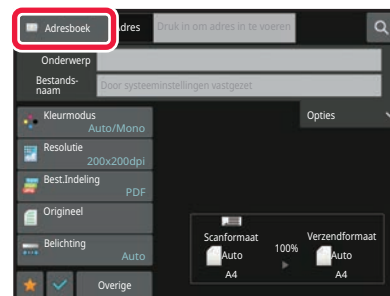 Adresboek
dres
Druk in om adres in te voeren
Onderwerp
Bestands-
naam
Door systeeminstellingen vastgezet
Kleurmodus
Auto/Mono
Opties
Resolutie
200x200dpi
Best.Indeling
PDF
Origineel
Scanformaat
Auto
A4
100%
Verzendformaat
Auto
A4
Belichting
Auto
Overige